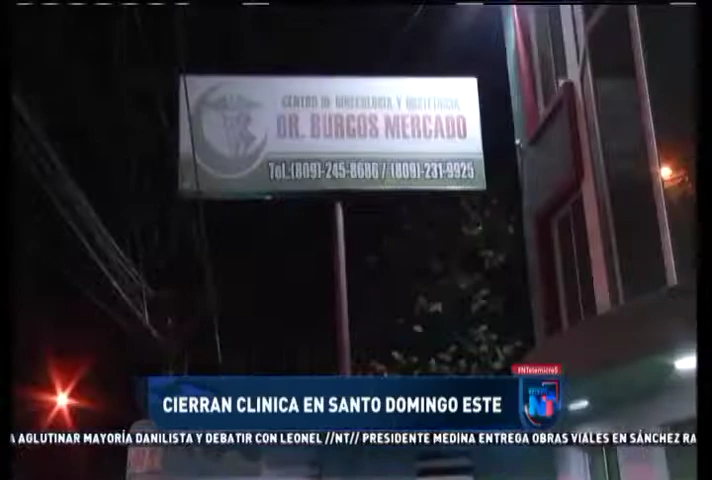 CENTRO DE GINECOLOGIA Y OBSTETRICIA
DR. BURGOS MERCADO
Tel.(809)-245-8686 / (809)-231-9925
#NTelemicro5
CIERRAN CLINICA EN SANTO DOMINGO ESTE
NT
A AGLUTINAR MAYORÍA DANILISTA Y DEBATIR CON LEONEL //NT// PRESIDENTE MEDINA ENTREGA OBRAS VIALES EN SÁNCHEZ RA